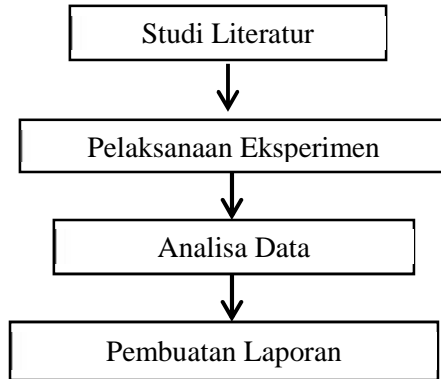 Studi Literatur
Pelaksanaan Eksperimen
Analisa Data
Pembuatan Laporan